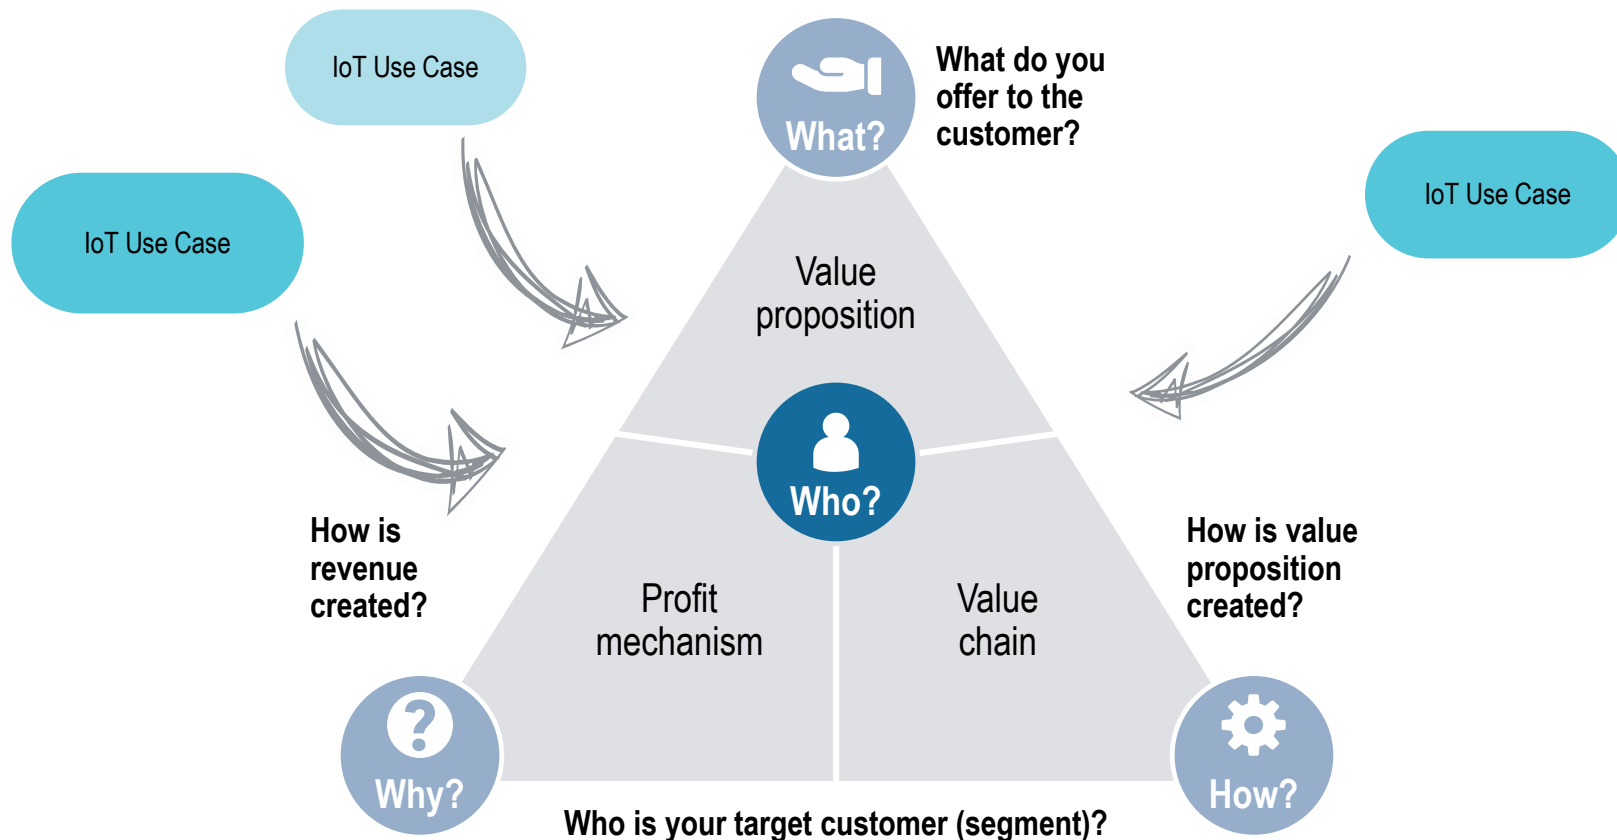 IoT Use Case
What do you
offer to the
customer?
What?
IoT Use Case
IoT Use Case
Value
proposition
Who?
How is
revenue
created?
How is value
proposition
created?
Profit
mechanism
Value
chain
Why?
How?
Who is your target customer (segment)?